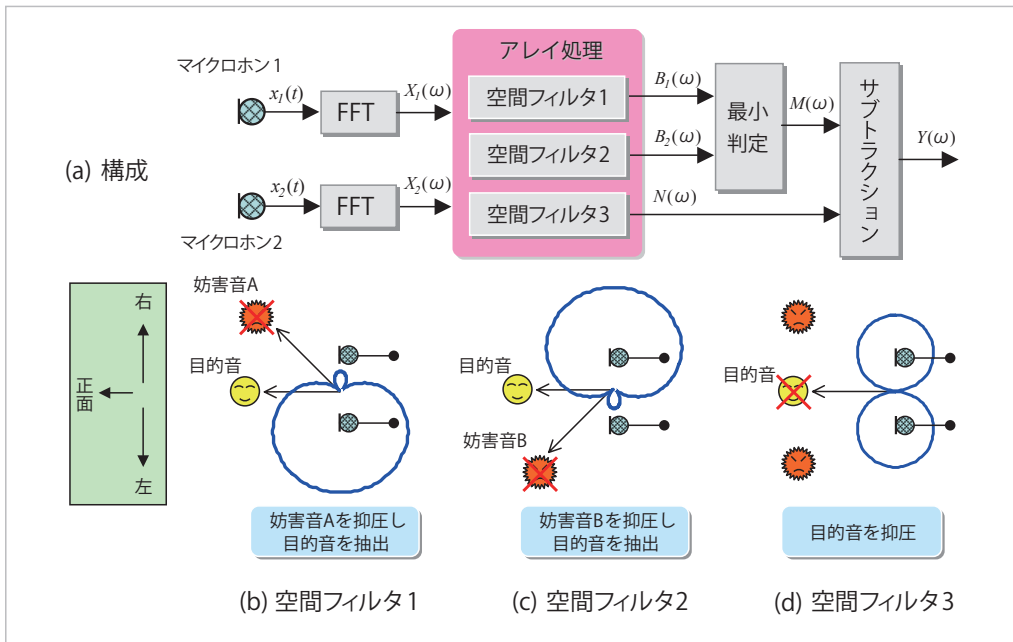 アレイ処理
マイクロホン1
x₁(t)
FFT
X₁(ω)
空間フィルタ1
B₁(ω)
空間フィルタ2
B₂(ω)
最小
判定
M(ω)
サブトラクション
Y(ω)
(a) 構成
x₂(t)
FFT
X₂(ω)
空間フィルタ3
N(ω)
マイクロホン2
右
正面
左
妨害音A
目的音
妨害音Aを抑圧し
目的音を抽出
(b) 空間フィルタ1
目的音
妨害音B
妨害音Bを抑圧し
目的音を抽出
(c) 空間フィルタ2
目的音
目的音を抑圧
(d) 空間フィルタ3